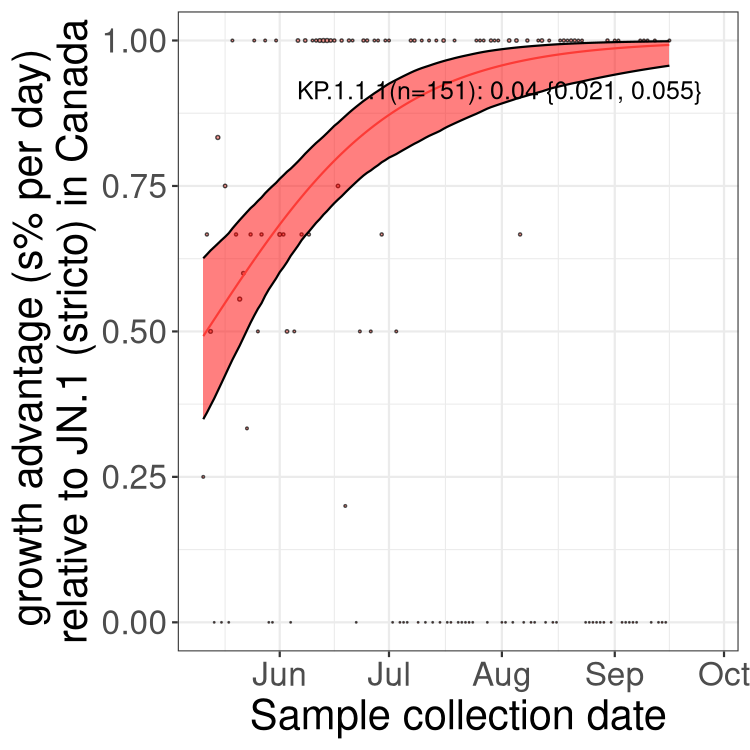 growth advantage (s% per day)
relative to JN.1 (stricto) in Canada
1.00
0.75
0.50
0.25
0.00
KP.1.1.1(n=151): 0.04 {0.021, 0.055}
Jun Jul Aug Sep Oct
Sample collection date